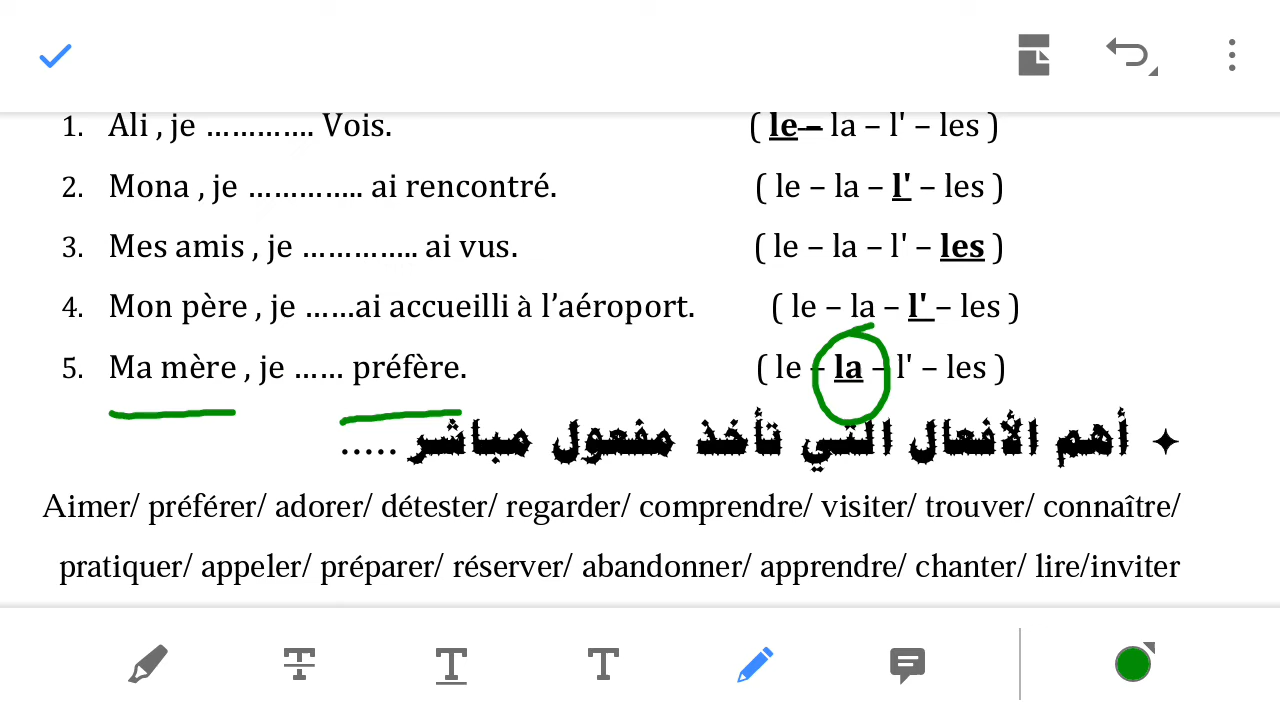 1. Ali , je …………. Vois. ( le – la – l' – les )
2. Mona , je ………….. ai rencontré. ( le – la – l' – les )
3. Mes amis , je ………….. ai vus. ( le – la – l' – les )
4. Mon père , je ……ai accueilli à l’aéroport. ( le – la – l' – les )
5. Ma mère , je …… préfère. ( le – la – l' – les )
✦ أهم الأفعال التي تأخذ مفعول مباشر .....
Aimer/ préférer/ adorer/ détester/ regarder/ comprendre/ visiter/ trouver/ connaître/
pratiquer/ appeler/ préparer/ réserver/ abandonner/ apprendre/ chanter/ lire/inviter